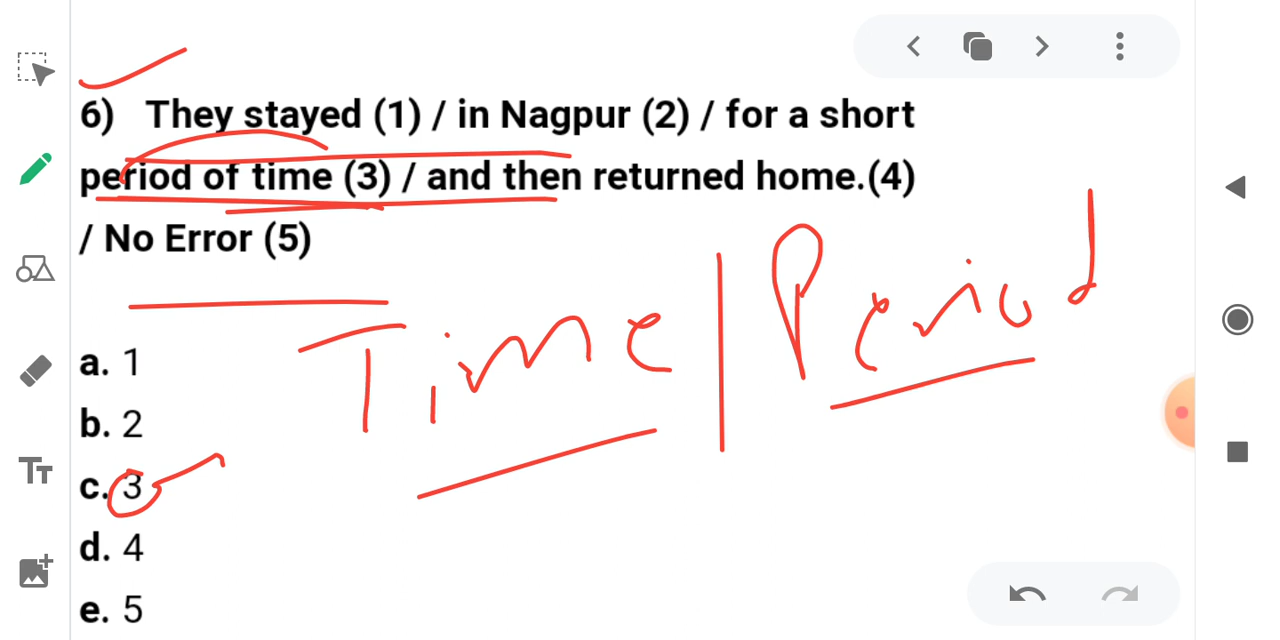 6) They stayed (1) / in Nagpur (2) / for a short
period of time (3) / and then returned home.(4)
/ No Error (5)
Time | Period
a. 1
b. 2
c. 3
d. 4
e. 5
TT